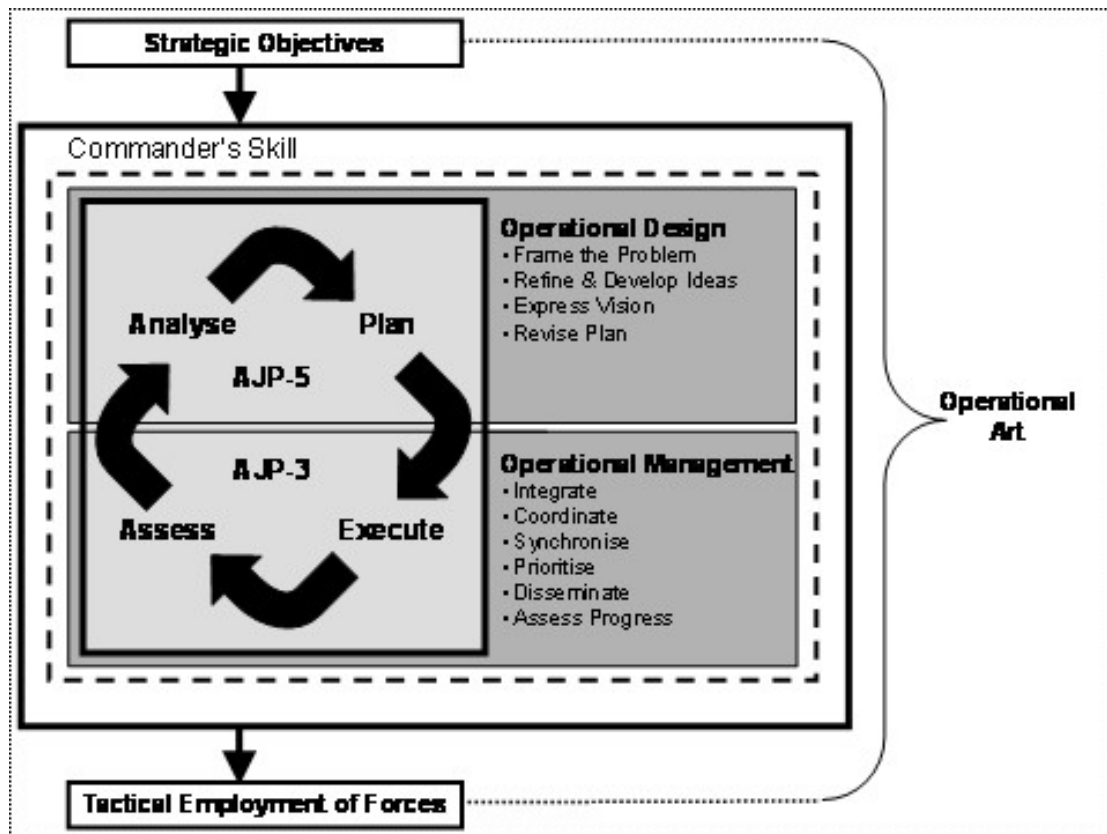 Strategic Objectives
Commander's Skill
Analyse
Plan
AJP-5
AJP-3
Assess
Execute
Operational Design
• Frame the Problem
• Refine & Develop Ideas
• Express Vision
• Revise Plan
Operational Management
• Integrate
• Coordinate
• Synchronise
• Prioritise
• Disseminate
• Assess Progress
Operational
Art
Tactical Employment of Forces